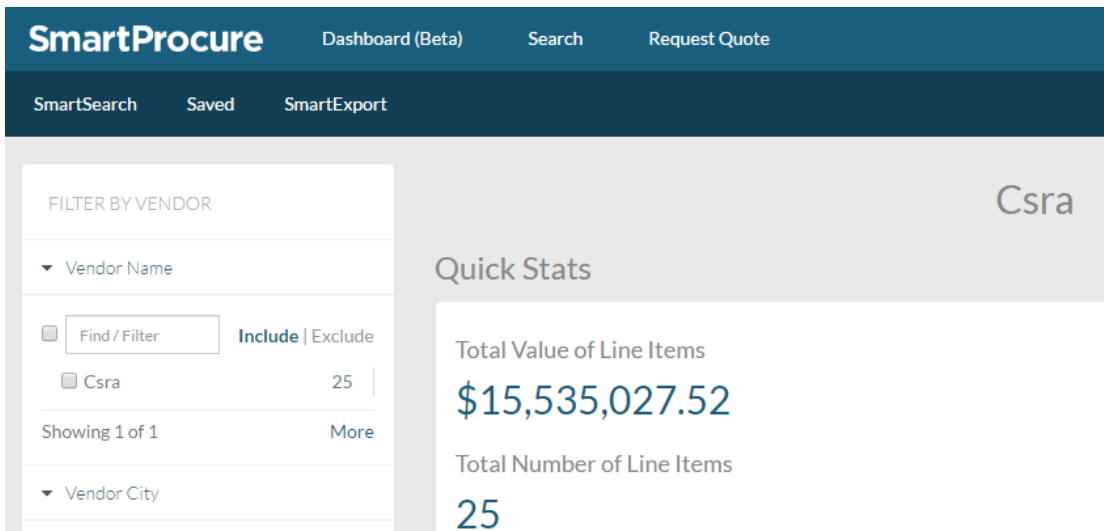 SmartProcure Dashboard (Beta) Search Request Quote
SmartSearch Saved SmartExport
FILTER BY VENDOR
Vendor Name
Find / Filter Include | Exclude
Csra 25
Showing 1 of 1 More
Vendor City
Csra
Quick Stats
Total Value of Line Items
$15,535,027.52
Total Number of Line Items
25